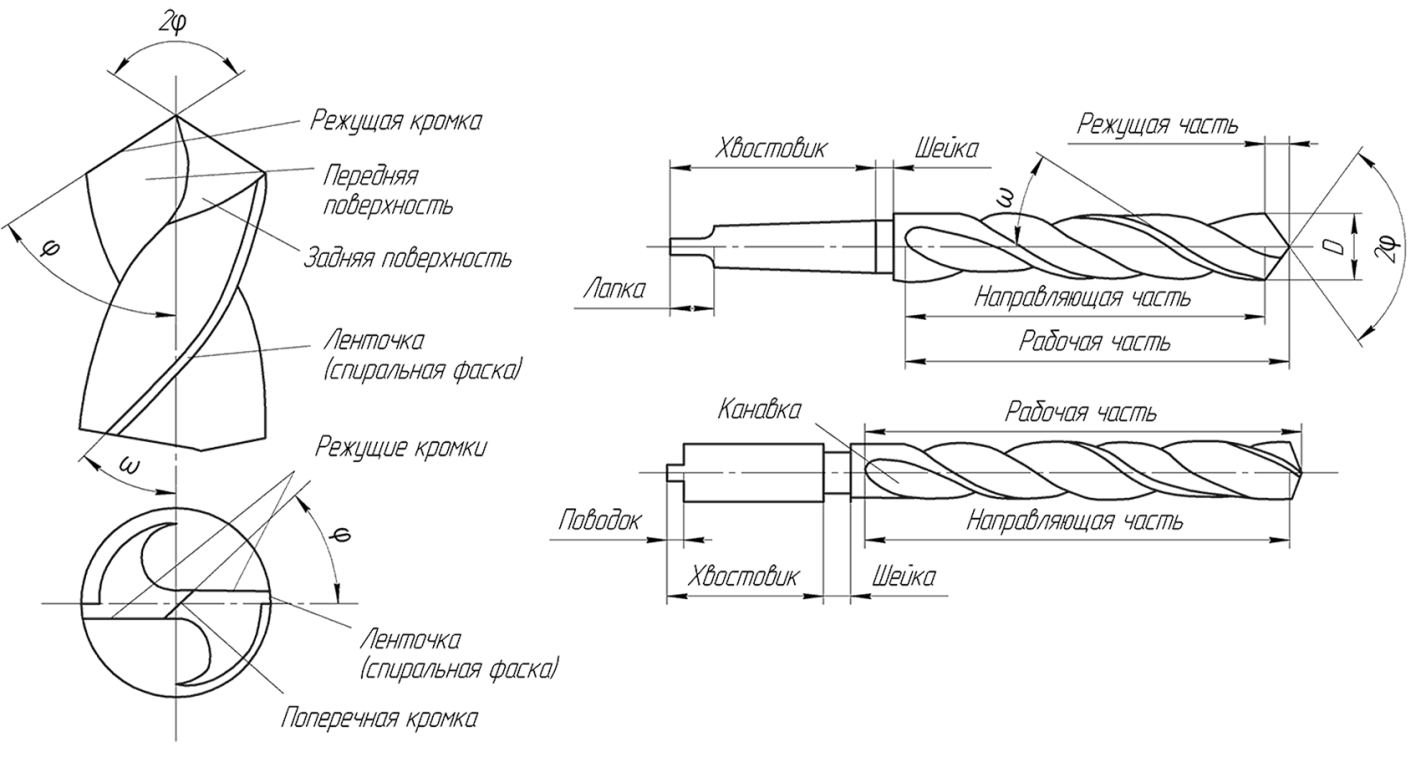 2φ
Режущая кромка
Передняя
поверхность
φ
Задняя поверхность
Ленточка
(спиральная фаска)
ω
Режущие кромки
φ
Ленточка
(спиральная фаска)
Поперечная кромка
Режущая часть
Хвостовик
Шейка
ω
D
2φ
Лапка
Направляющая часть
Рабочая часть
Канавка
Рабочая часть
Поводок
Направляющая часть
Хвостовик
Шейка